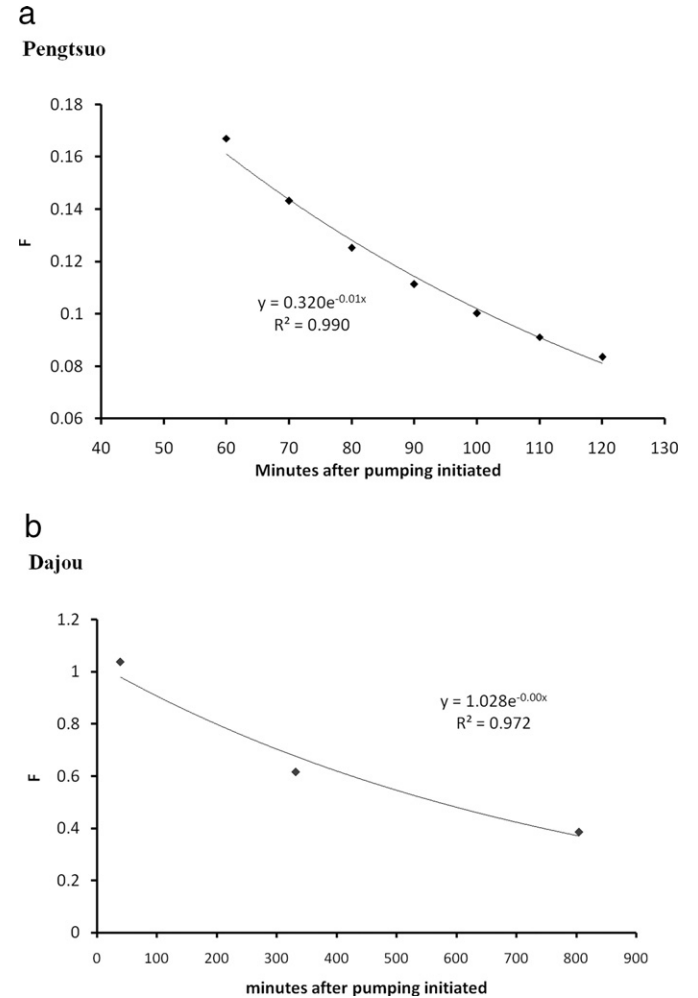 a
Pengtsuo
0.18
0.16
0.14
0.12
0.1
0.08
0.06
F
y = 0.320e^-0.01x
R² = 0.990
40 50 60 70 80 90 100 110 120 130
Minutes after pumping initiated
b
Dajou
1.2
1
0.8
0.6
0.4
0.2
0
F
y = 1.028e^-0.00x
R² = 0.972
0 100 200 300 400 500 600 700 800 900
minutes after pumping initiated